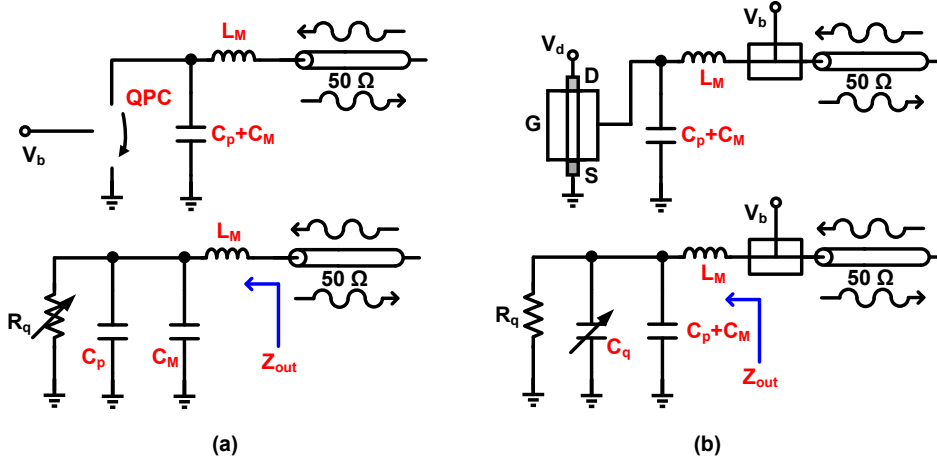 L_M
50 Ω
QPC
V_b
C_p+C_M
L_M
50 Ω
R_q
C_p
C_M
Z_out
(a)
V_b
V_d
D
G
S
L_M
50 Ω
C_p+C_M
V_b
L_M
50 Ω
R_q
C_q
C_p+C_M
Z_out
(b)